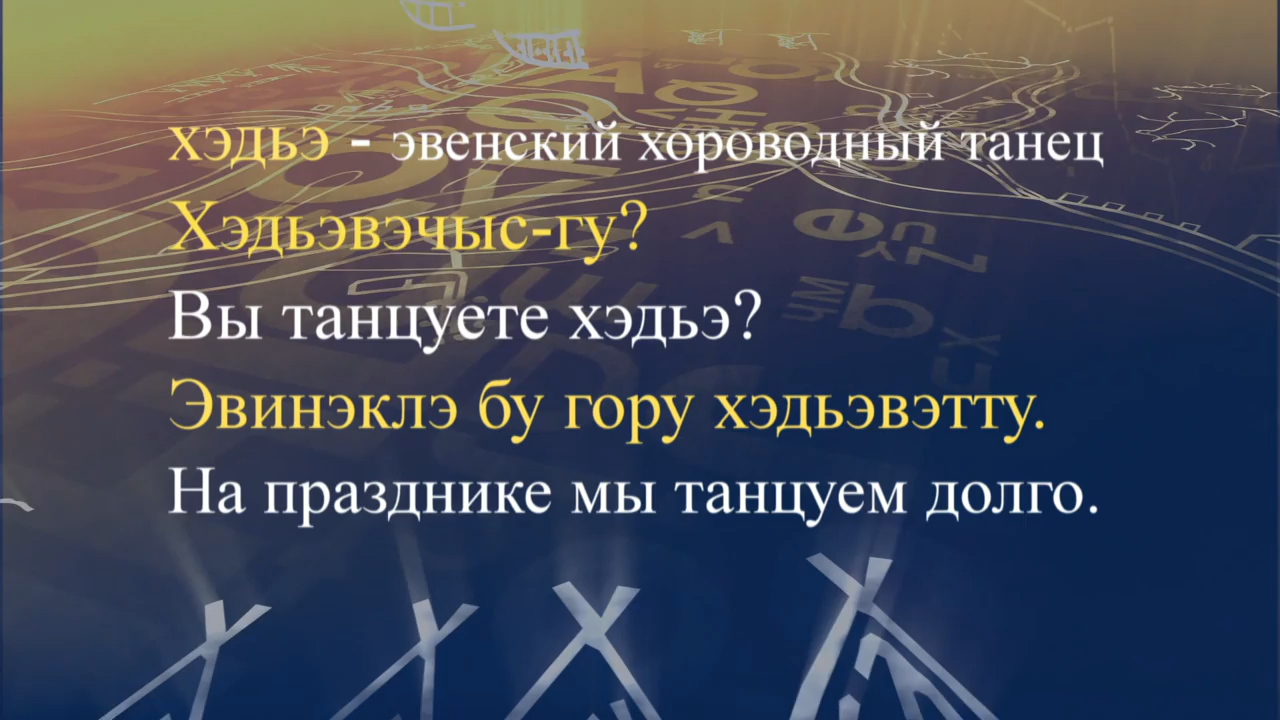 хэдьэ - эвенский хороводный танец
Хэдьэвэчыс-гу?
Вы танцуете хэдьэ?
Эвинэклэ бу гору хэдьэвэтту.
На празднике мы танцуем долго.